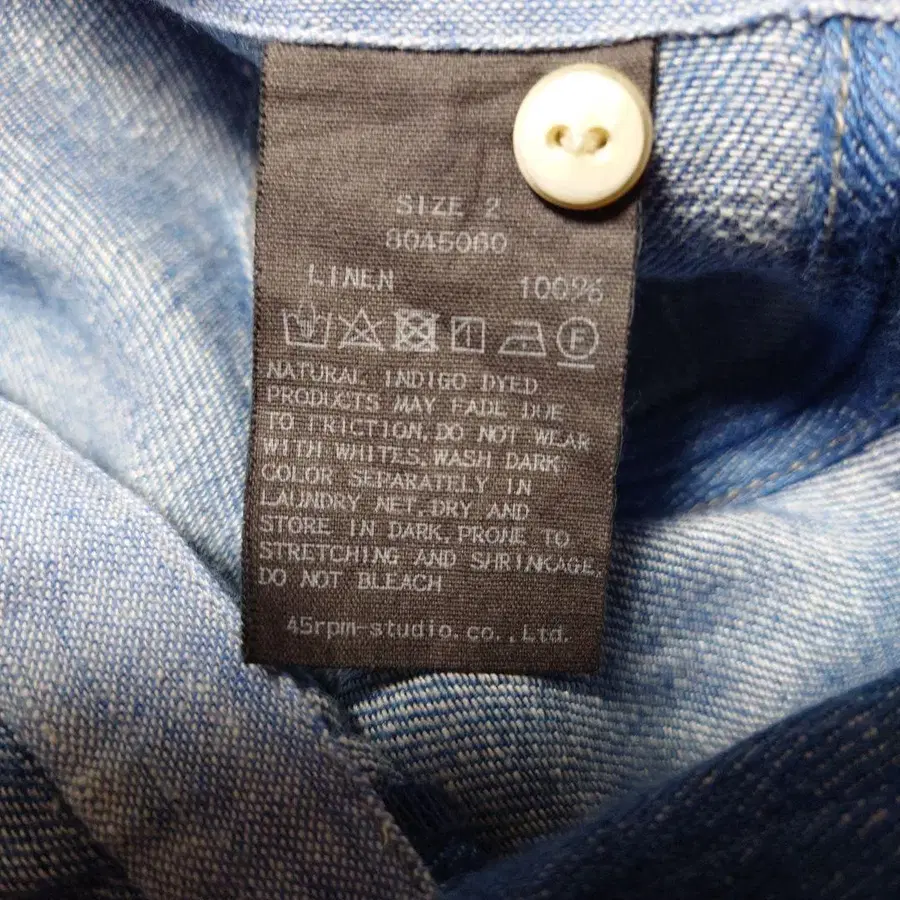 SIZE 2
8045060
LINEN 100%
F
NATURAL INDIGO DYED
PRODUCTS MAY FADE DUE
TO FRICTION. DO NOT WEAR
WITH WHITES. WASH DARK
COLOR SEPARATELY IN
LAUNDRY NET. DRY AND
STORE IN DARK. PRONE TO
STRETCHING AND SHRINKAGE.
DO NOT BLEACH
45rpm-studio.co.,Ltd.